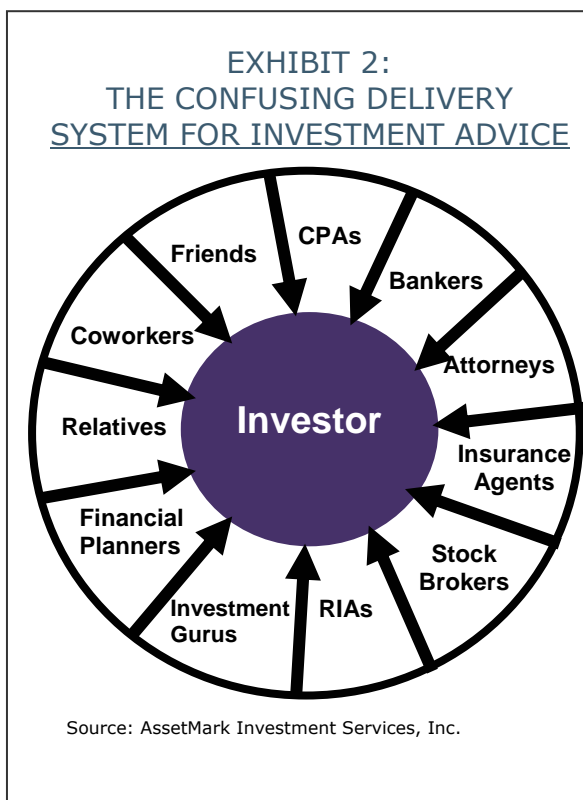 EXHIBIT 2:
THE CONFUSING DELIVERY
SYSTEM FOR INVESTMENT ADVICE
CPAs
Friends
Bankers
Coworkers
Attorneys
Investor
Relatives
Insurance
Agents
Financial
Planners
Stock
Brokers
Investment
Gurus
RIAs
Source: AssetMark Investment Services, Inc.